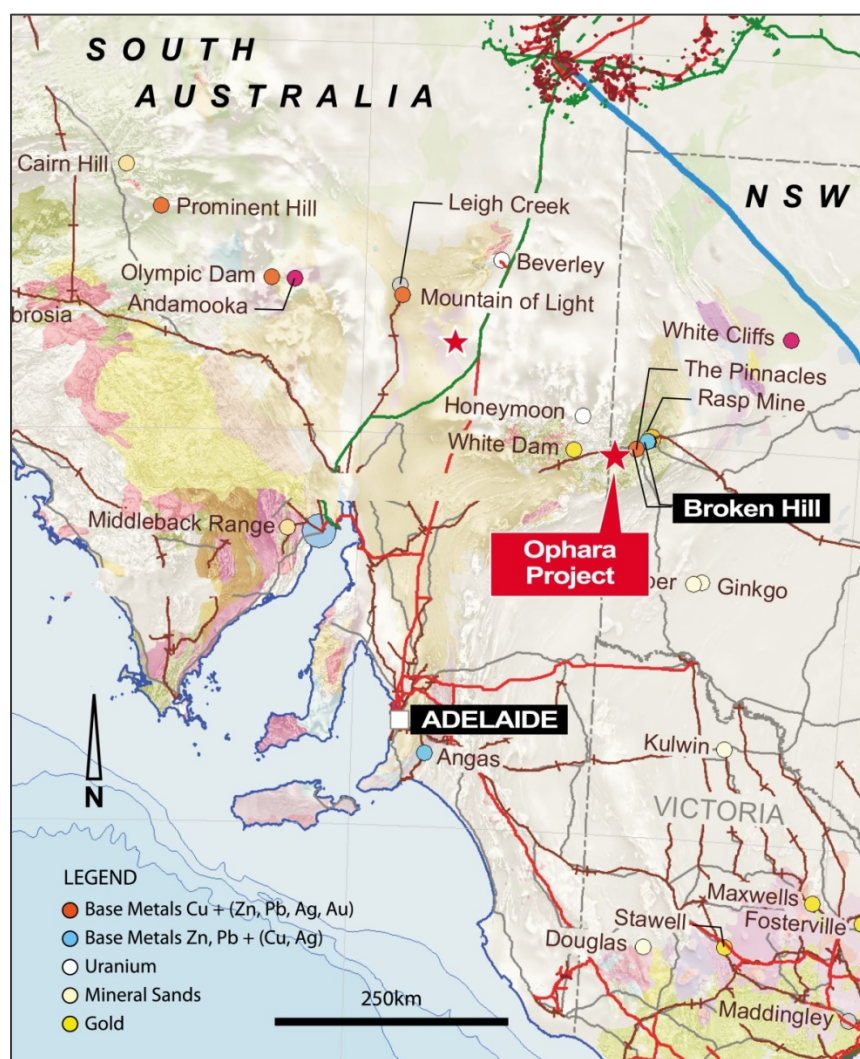 SOUTH
AUSTRALIA
NSW
Cairn Hill
Prominent Hill
Leigh Creek
Olympic Dam
Andamooka
Beverley
Mountain of Light
brosia
White Cliffs
The Pinnacles
Honeymoon
Rasp Mine
White Dam
Broken Hill
Middleback Range
Ophara
Project
per
Ginkgo
ADELAIDE
Angas
Kulwin
N
VICTORIA
LEGEND
Base Metals Cu + (Zn, Pb, Ag, Au)
Base Metals Zn, Pb + (Cu, Ag)
Uranium
Mineral Sands
Gold
250km
Maxwells
Stawell
Fosterville
Douglas
Maddingley